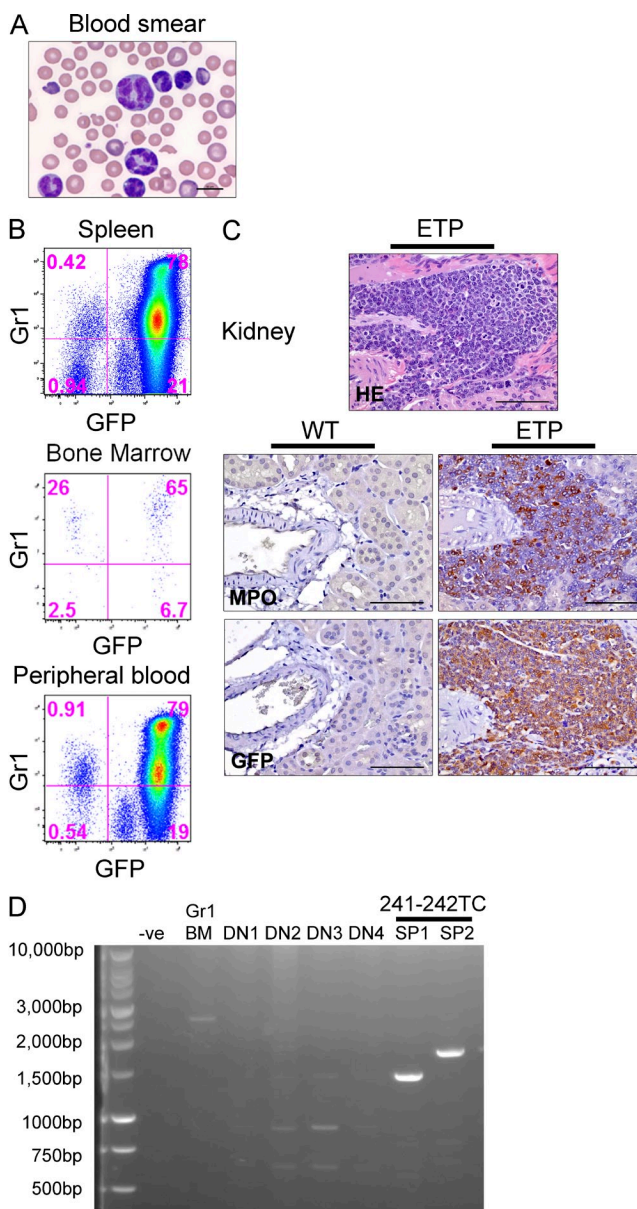 A
Blood smear
B
Spleen
0.42 78
0.94 21
Gr1
GFP
Bone Marrow
26 65
2.5 6.7
Gr1
GFP
Peripheral blood
0.91 79
0.54 19
Gr1
GFP
C
ETP
Kidney
HE
WT ETP
MPO
GFP
D
241-242TC
-ve Gr1 BM DN1 DN2 DN3 DN4 SP1 SP2
10,000bp
3,000bp
2,000bp
1,500bp
1000bp
750bp
500bp